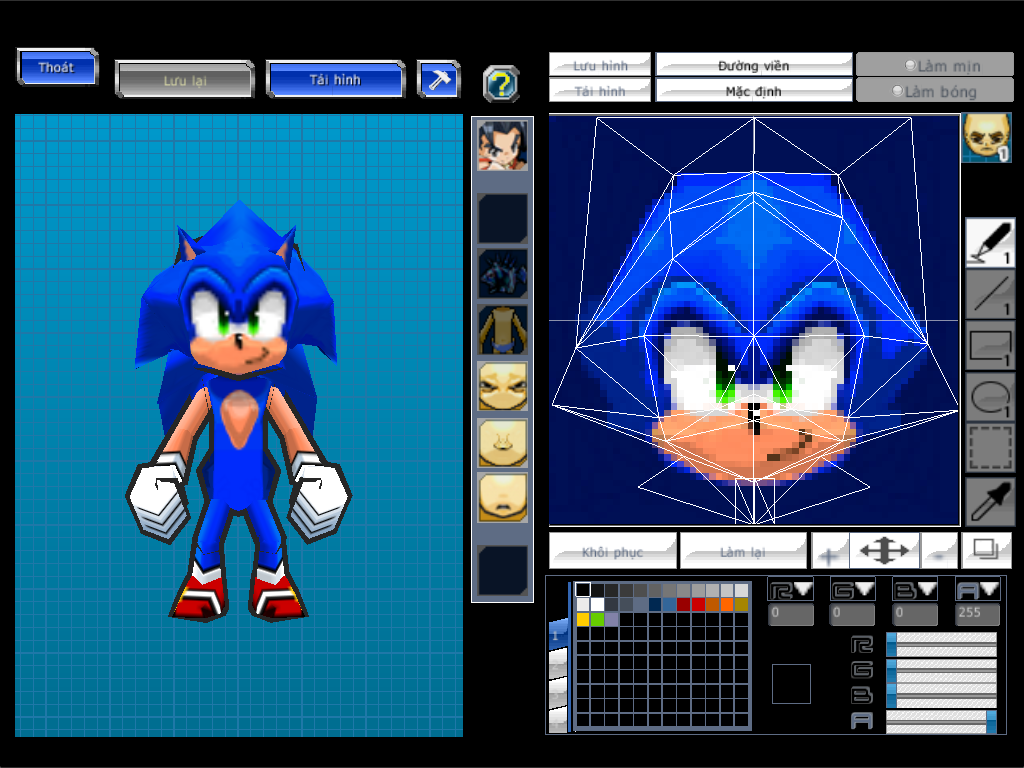 Thoát
Lưu lại
Tải hình
?
Lưu hình
Đường viền
Làm mịn
Tải hình
Mặc định
Làm bóng
1
1
1
1
1
Khôi phục
Làm lại
+
-
R
G
B
A
0
0
0
255
1
R
G
B
A